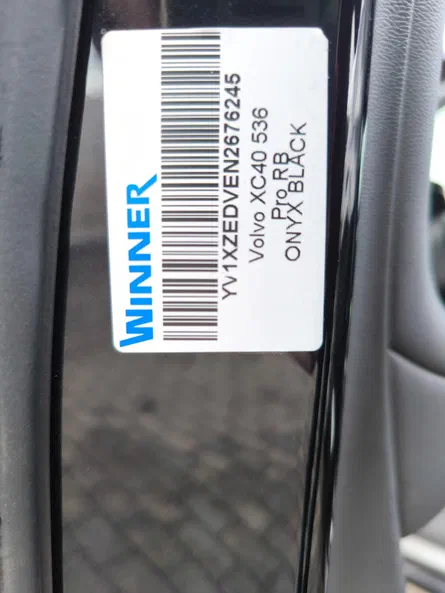 WINNER
YV1XZEDVEN2676245
Volvo XC40 536
Pro RB
ONYX BLACK